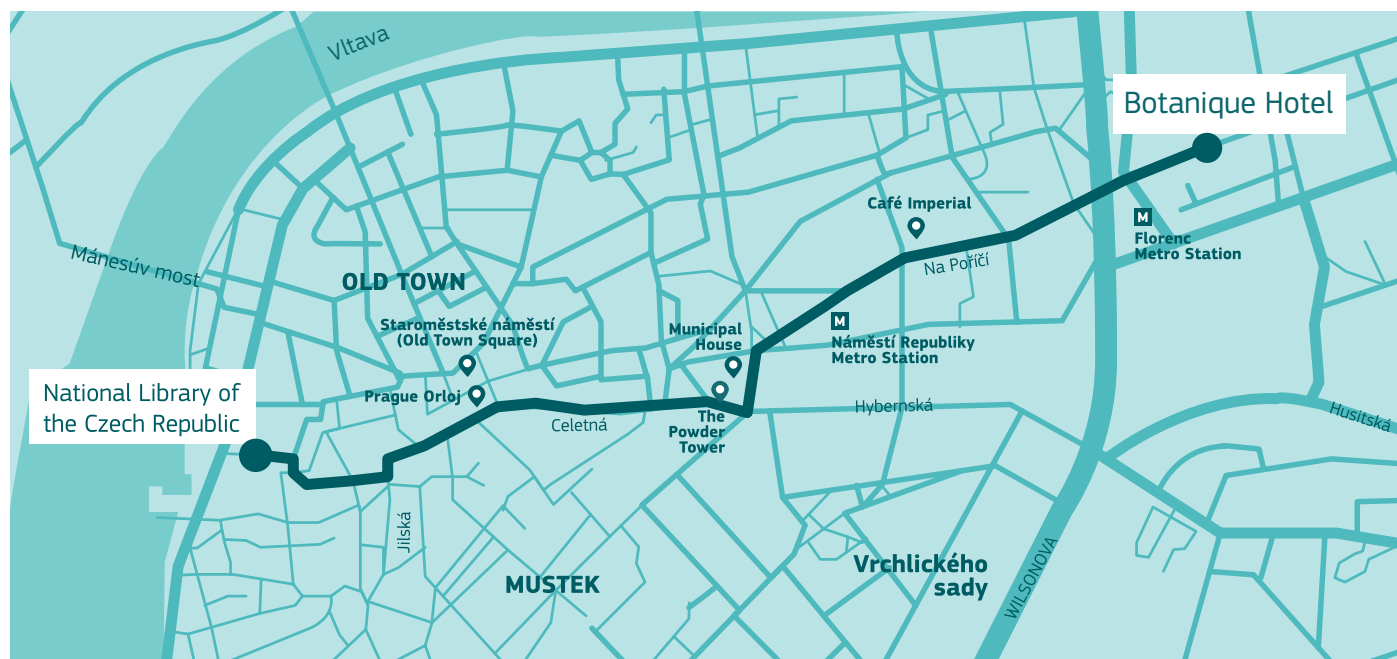 Vltava
Botanique Hotel
Mánesúv most
Café Imperial
M
Florenc
Metro Station
Na Poříčí
OLD TOWN
Staroměstské náměstí
(Old Town Square)
Municipal
House
M
Náměstí Republiky
Metro Station
National Library of
the Czech Republic
Prague Orloj
Celetná
The
Powder
Tower
Hybernská
Husitská
Jilská
MUSTEK
Vrchlického
sady
WILSONOVA